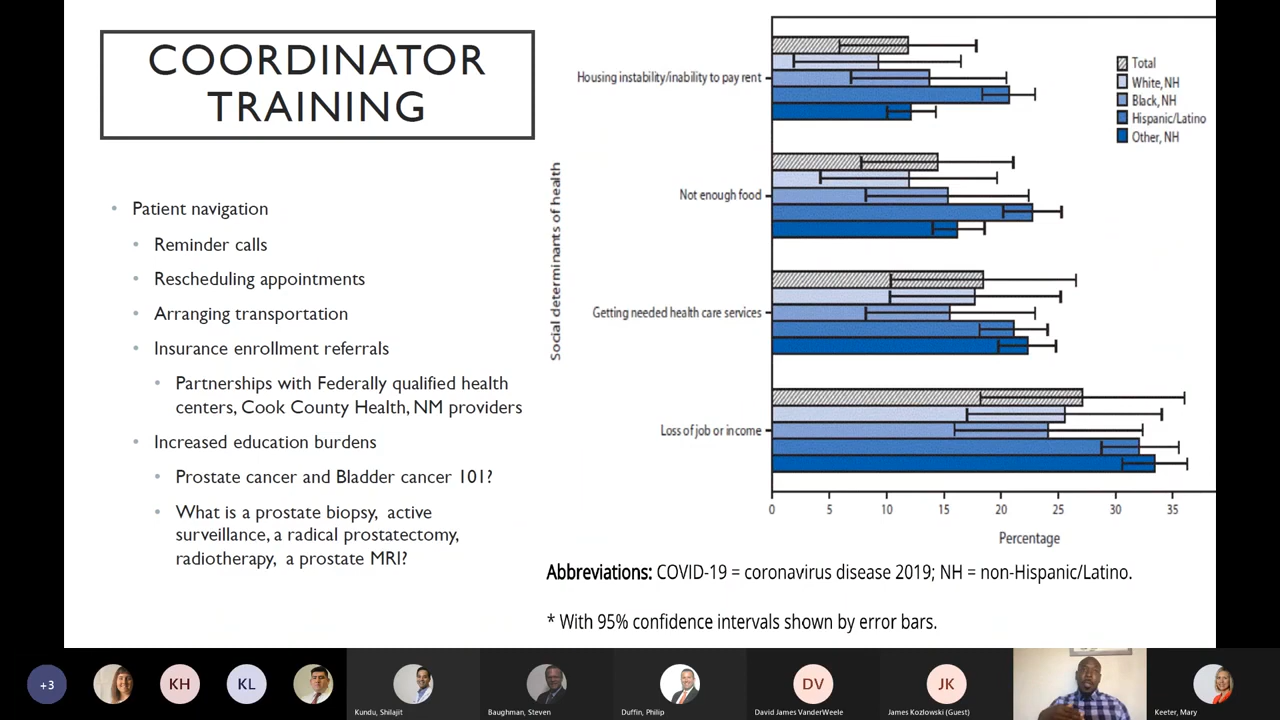 COORDINATOR
TRAINING
• Patient navigation
• Reminder calls
• Rescheduling appointments
• Arranging transportation
• Insurance enrollment referrals
• Partnerships with Federally qualified health
centers, Cook County Health, NM providers
• Increased education burdens
• Prostate cancer and Bladder cancer 101?
• What is a prostate biopsy, active
surveillance, a radical prostatectomy,
radiotherapy, a prostate MRI?
Social determinants of health
Housing instability/inability to pay rent
Not enough food
Getting needed health care services
Loss of job or income
Total
White, NH
Black, NH
Hispanic/Latino
Other, NH
0 5 10 15 20 25 30 35
Percentage
Abbreviations: COVID-19 = coronavirus disease 2019; NH = non-Hispanic/Latino.
* With 95% confidence intervals shown by error bars.
+3
KH
KL
DV
JK
Kundu, Shilajit
Baughman, Steven
Duffin, Philip
David James VanderWeele
James Kozlowski (Guest)
Keeter, Mary